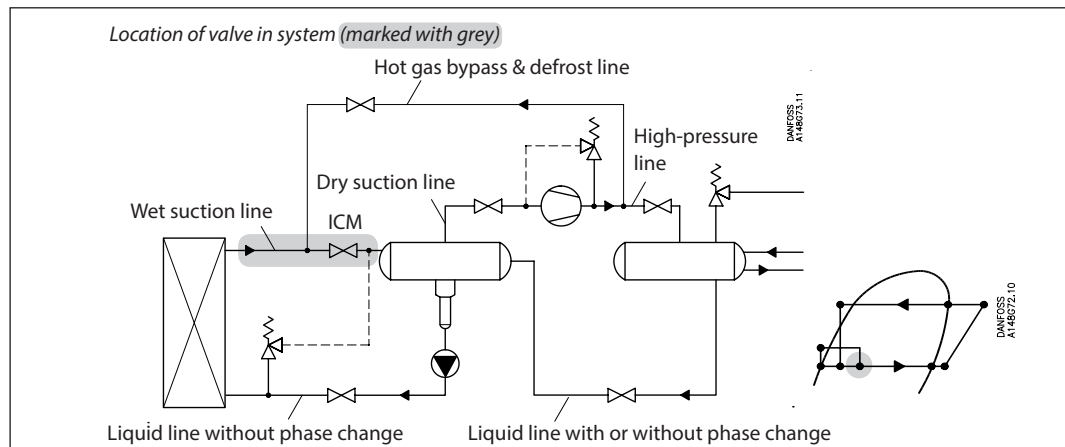 Location of valve in system (marked with grey)
Hot gas bypass & defrost line
DANFOSS
A148G73.11
High-pressure
line
Dry suction line
Wet suction line
ICM
DANFOSS
A148G72.10
Liquid line without phase change
Liquid line with or without phase change